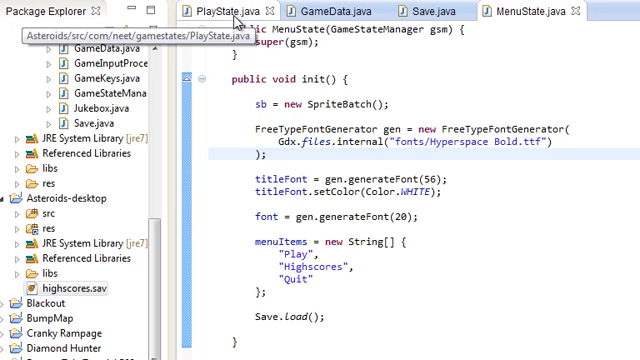 Package Explorer
PlayState.java
GameData.java
Save.java
MenuState.java
Asteroids/src/com/neet/gamestates/PlayState.java
GameData.java
GameInputProce
GameKeys.java
GameStateMana
Jukebox.java
Save.java
JRE System Library [jre7]
Referenced Libraries
libs
res
Asteroids-desktop
src
res
JRE System Library [jre7]
Referenced Libraries
libs
highscores.sav
Blackout
BumpMap
Cranky Rampage
Diamond Hunter
public MenuState(GameStateManager gsm) {
super(gsm);
public void init() {
sb = new SpriteBatch();
FreeTypeFontGenerator gen = new FreeTypeFontGenerator(
Gdx.files.internal("fonts/Hyperspace Bold.ttf")
);
titleFont = gen.generateFont(56);
titleFont.setColor(Color.WHITE);
font = gen.generateFont(20);
menuItems = new String[] {
"Play",
"Highscores",
"Quit"
};
Save.load();
}